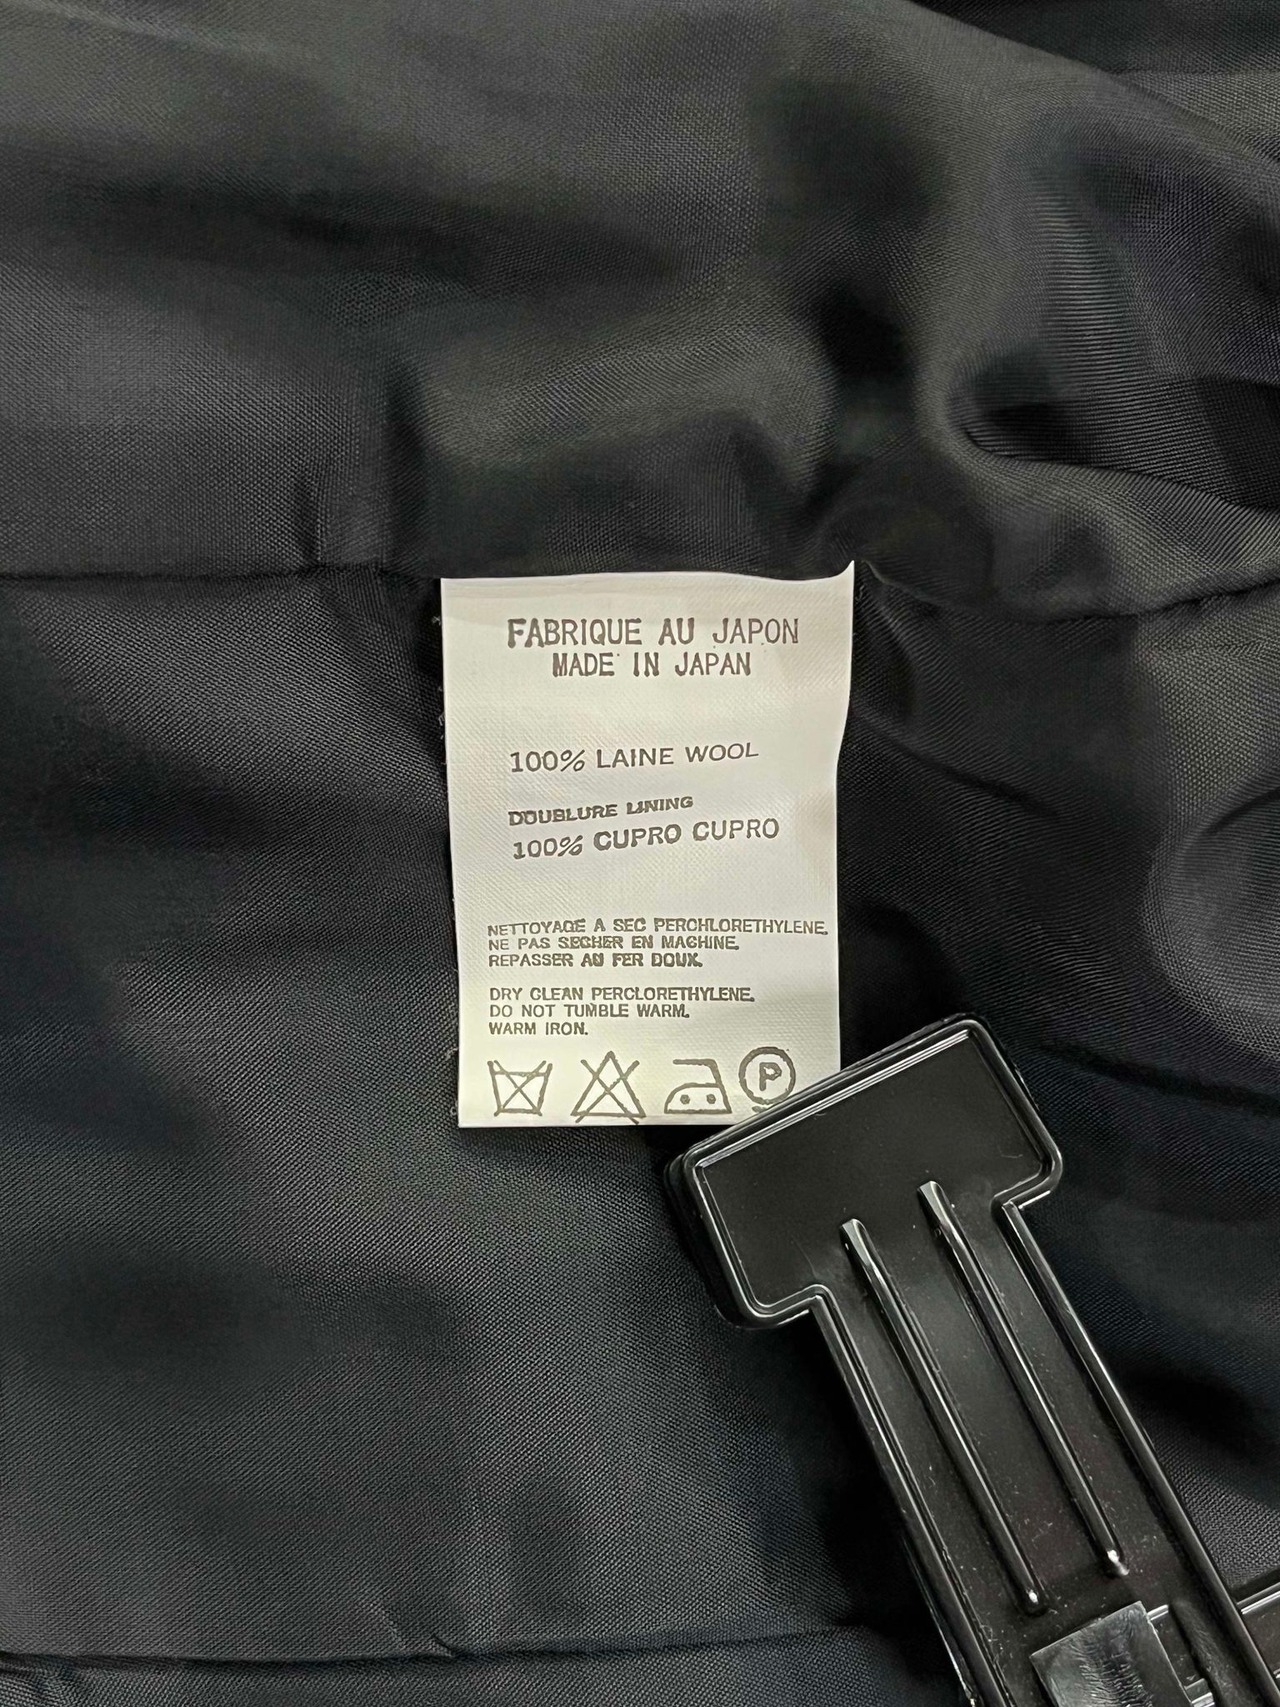 FABRIQUE AU JAPON
MADE IN JAPAN
100% LAINE WOOL
DOUBLURE LINING
100% CUPRO CUPRO
NETTOYAGE A SEC PERCHLORETHYLENE.
NE PAS SECHER EN MACHINE.
REPASSER AU FER DOUX.
DRY CLEAN PERCLORETHYLENE.
DO NOT TUMBLE WARM.
WARM IRON.
P